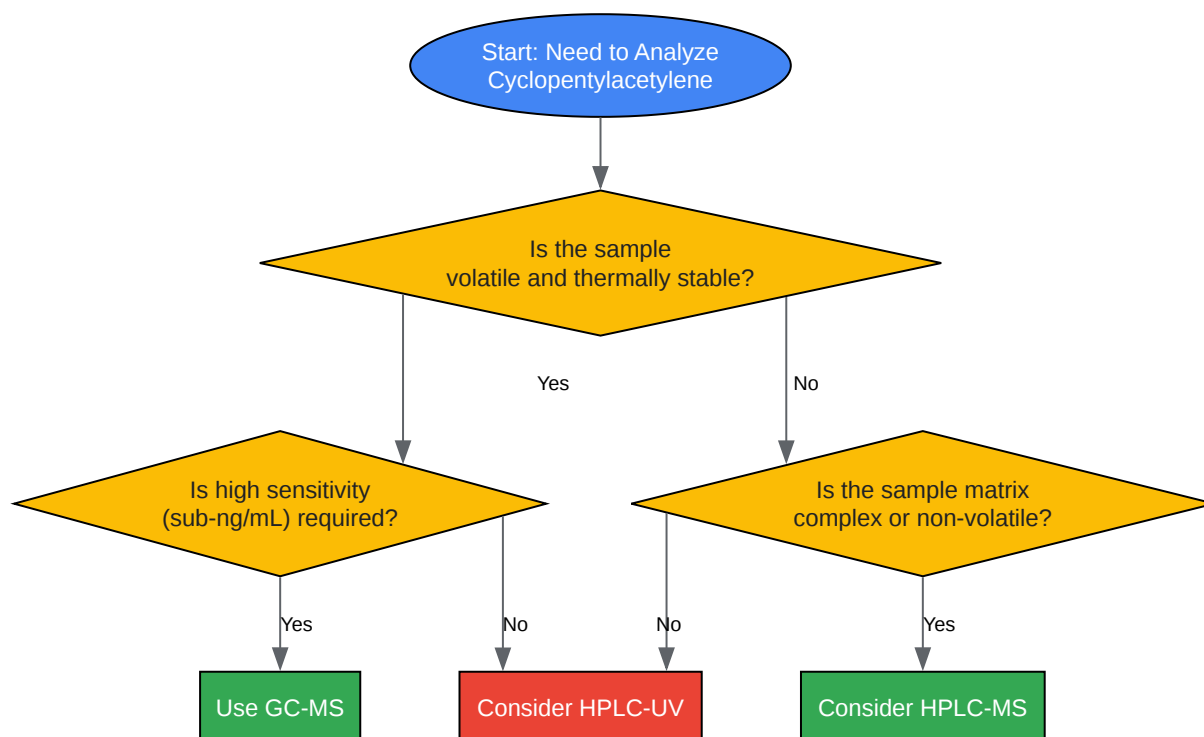 Start: Need to Analyze
Cyclopentylacetylene
Is the sample
volatile and thermally stable?
Yes
No
Is high sensitivity
(sub-ng/mL) required?
Is the sample matrix
complex or non-volatile?
Yes
No
No
Yes
Use GC-MS
Consider HPLC-UV
Consider HPLC-MS